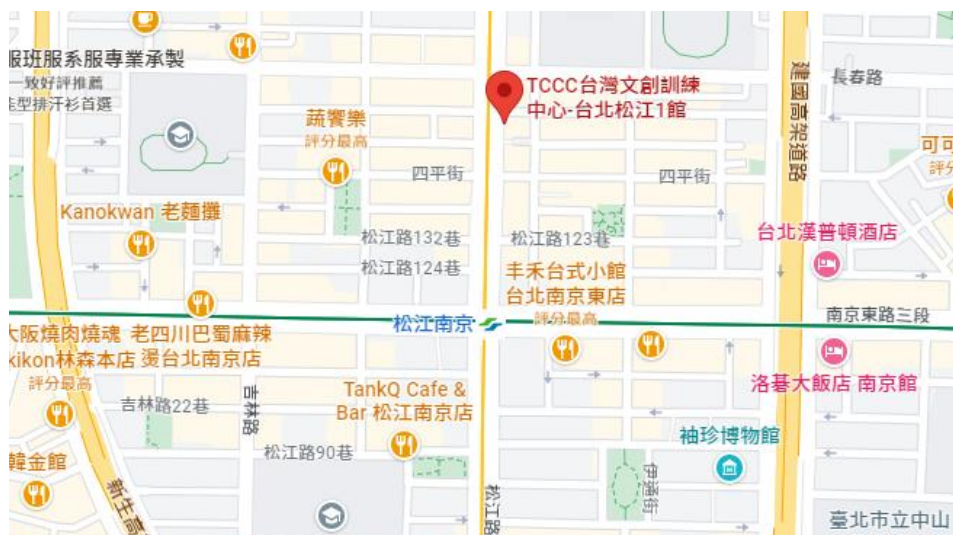 服班服系服專業承製
一致好評推薦
型排汗衫首選
TCCC台灣文創訓練
中心-台北松江1館
建國高架道路
長春路
蔬饗樂
評分最高
四平街
四平街
可可
評分
Kanokwan 老麵攤
松江路132巷
松江路123巷
台北漢普頓酒店
松江路124巷
丰禾台式小館
台北南京東店
評分最高
南京東路三段
松江南京
大阪燒肉燒魂
kikon林森本店
評分最高
老四川巴蜀麻辣
燙台北南京店
洛碁大飯店 南京館
TankQ Cafe &
Bar 松江南京店
吉林路22巷
吉林路
袖珍博物館
松江路90巷
韓金館
新生高
松江路
伊通街
臺北市立中山